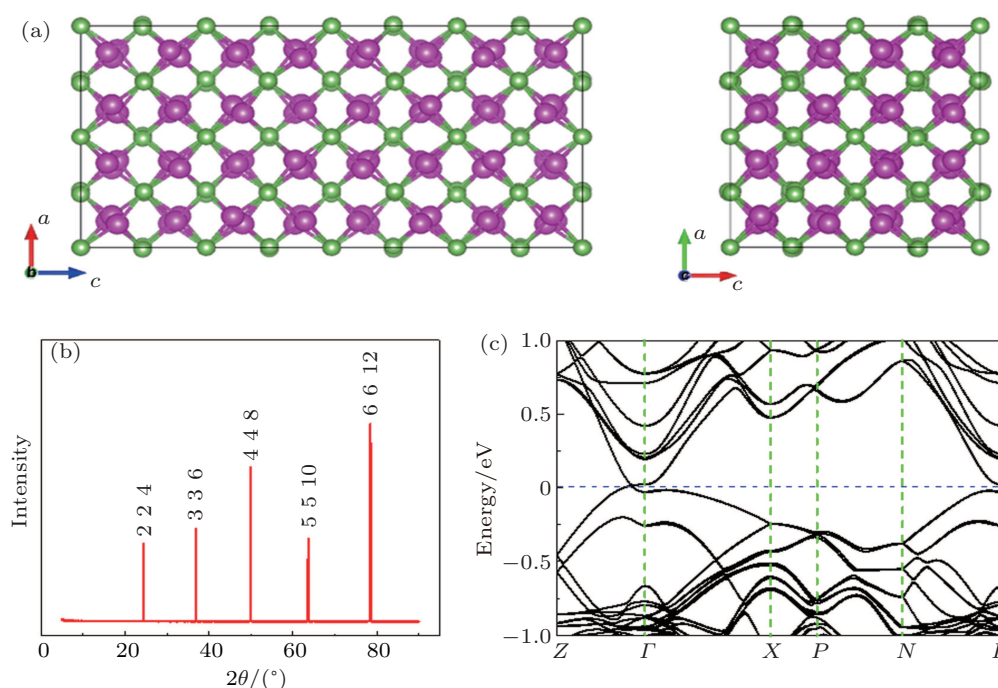 (a)
a
b
c
a
c
c
(b)
Intensity
2 2 4
3 3 6
4 4 8
5 5 10
6 6 12
0 20 40 60 80
2θ/(°)
(c)
Energy/eV
1.0
0.5
0
−0.5
−1.0
Z Γ X P N